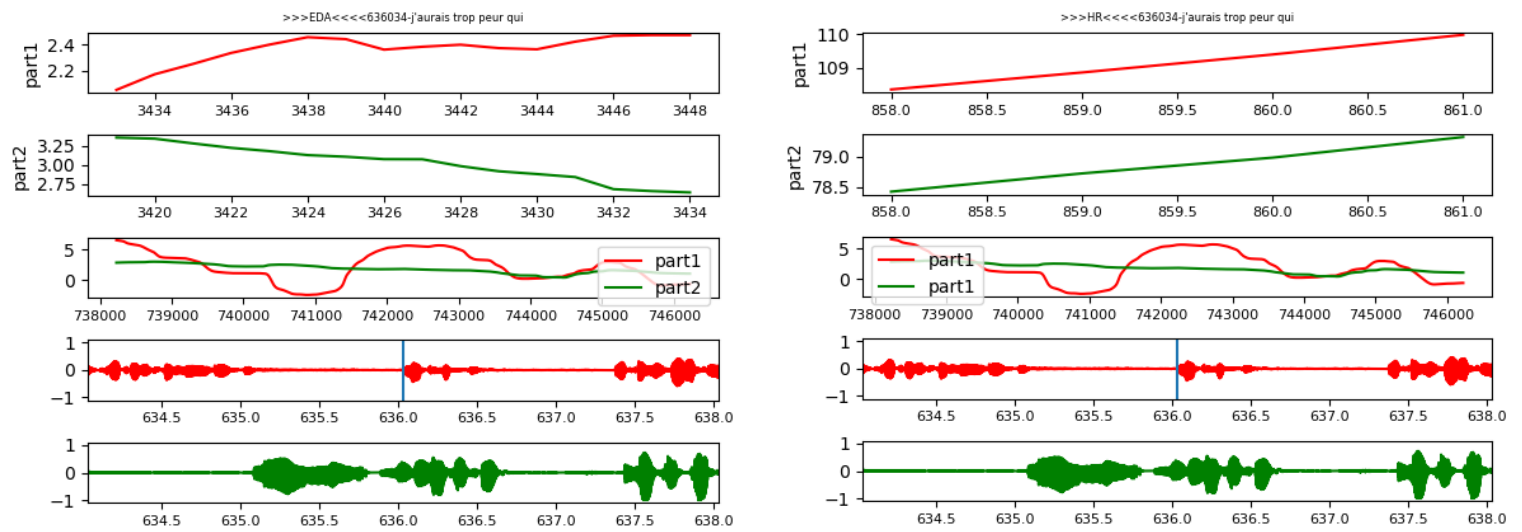 >>>EDA<<<<636034-j'aurais trop peur qui
part1
2.4
2.2
3434 3436 3438 3440 3442 3444 3446 3448
part2
3.25
3.00
2.75
3420 3422 3424 3426 3428 3430 3432 3434
5
0
part1
part2
738000 739000 740000 741000 742000 743000 744000 745000 746000
1
0
−1
634.5 635.0 635.5 636.0 636.5 637.0 637.5 638.0
1
0
−1
634.5 635.0 635.5 636.0 636.5 637.0 637.5 638.0
>>>HR<<<<636034-j'aurais trop peur qui
part1
110
109
858.0 858.5 859.0 859.5 860.0 860.5 861.0
part2
79.0
78.5
858.0 858.5 859.0 859.5 860.0 860.5 861.0
5
0
part1
part1
738000 739000 740000 741000 742000 743000 744000 745000 746000
1
0
−1
634.5 635.0 635.5 636.0 636.5 637.0 637.5 638.0
1
0
−1
634.5 635.0 635.5 636.0 636.5 637.0 637.5 638.0